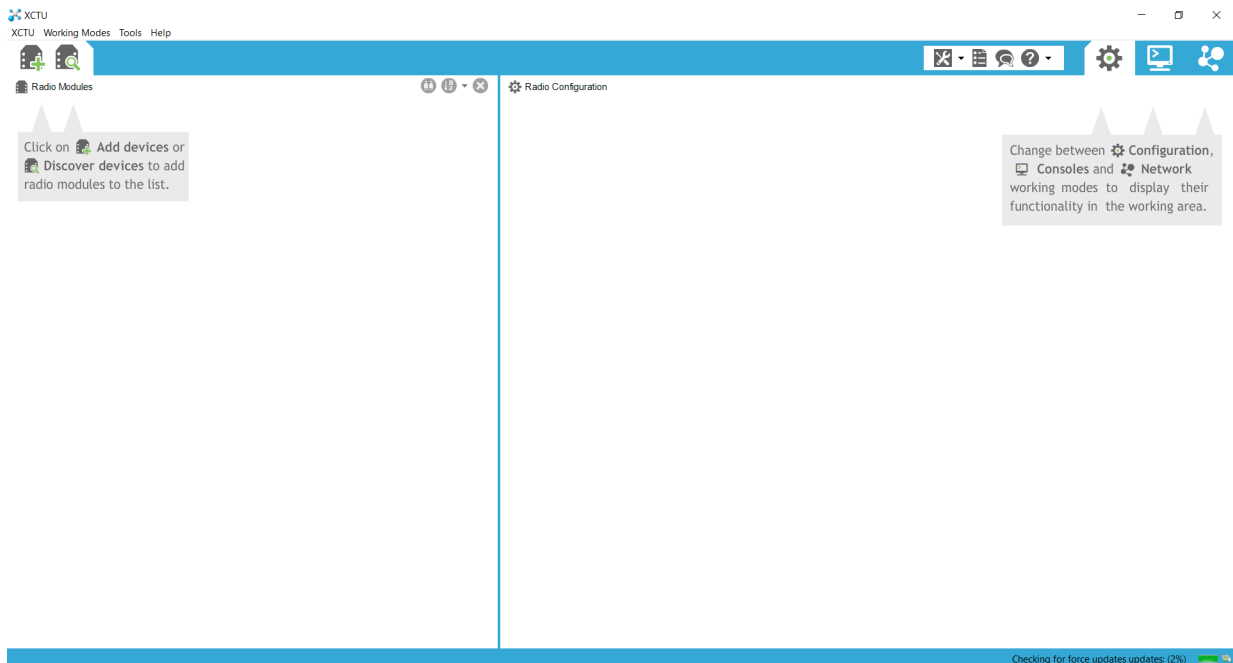 XCTU
XCTU Working Modes Tools Help
Radio Modules
Radio Configuration
Click on Add devices or
Discover devices to add
radio modules to the list.
Change between Configuration,
Consoles and Network
working modes to display their
functionality in the working area.
Checking for force updates updates: (2%)